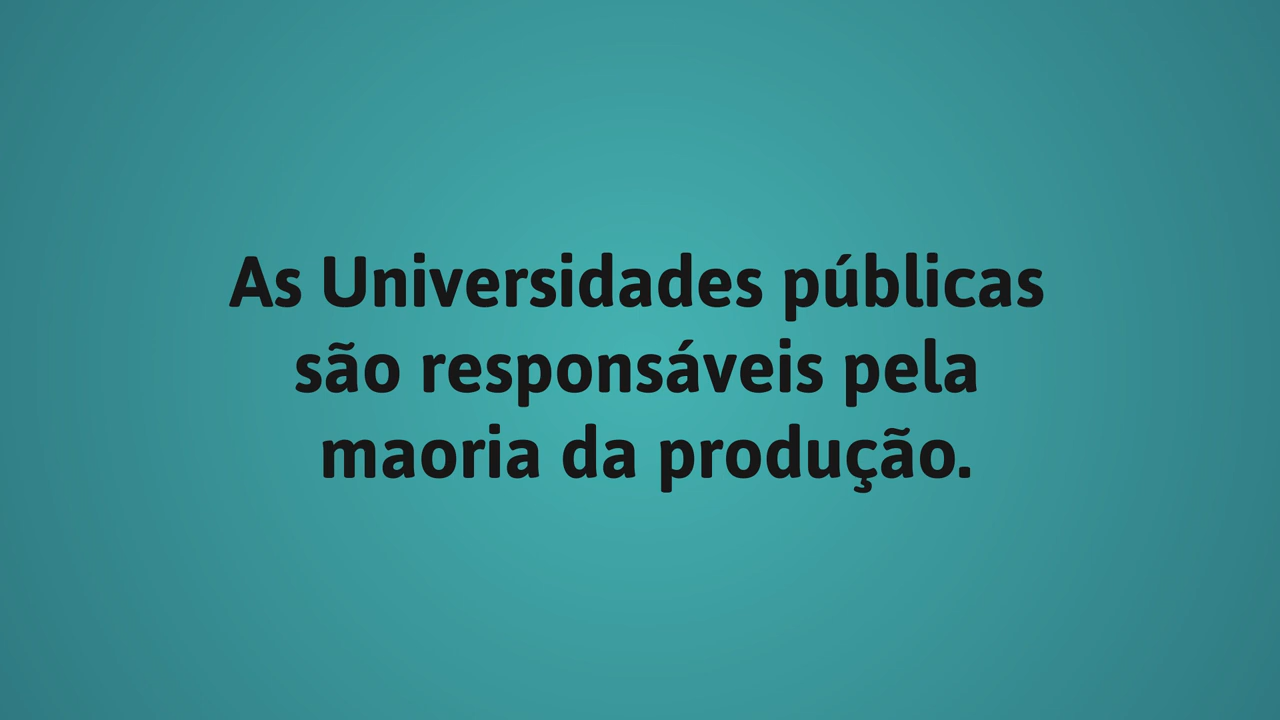 As Universidades públicas
são responsáveis pela
maoria da produção.